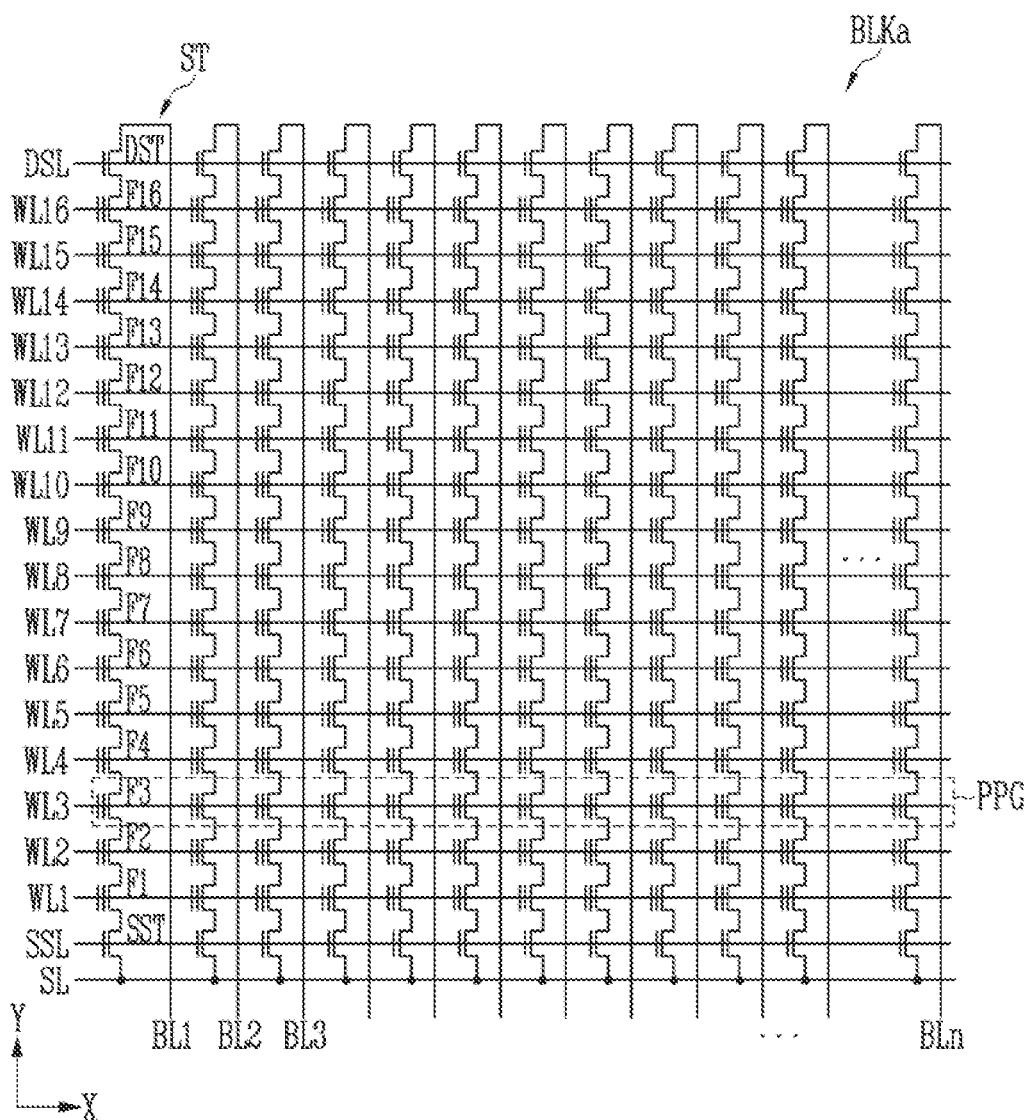 ST
BLKa
DSL DST
WL16 F16
WL15 F15
WL14 F14
WL13 F13
WL12 F12
WL11 F11
WL10 F10
WL9 F9
WL8 F8 ...
WL7 F7
WL6 F6
WL5 F5
WL4 F4
WL3 F3 PPG
WL2 F2
WL1 F1
SSL SST
SL
Y
BL1 BL2 BL3 ... BLn
X